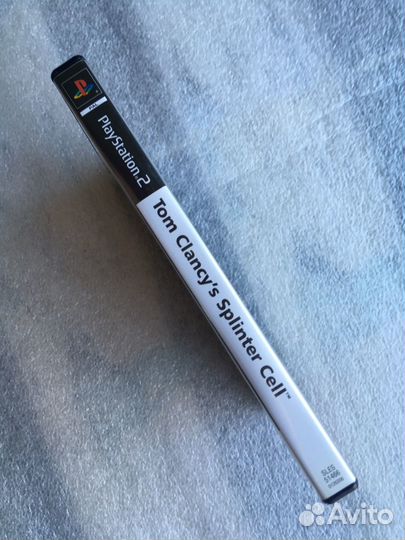 PAL
PlayStation.2
Tom Clancy's Splinter Cell™
SLES
51466
Avito